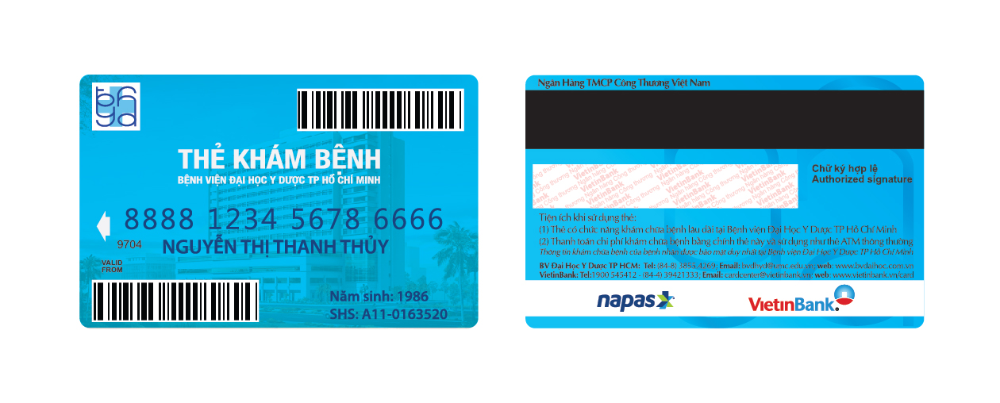 THẺ KHÁM BỆNH
BỆNH VIỆN ĐẠI HỌC Y DƯỢC TP HỒ CHÍ MINH
8888 1234 5678 6666
9704
NGUYỄN THỊ THANH THỦY
VALID
FROM
Năm sinh: 1986
SHS: A11-0163520
Ngân Hàng TMCP Công Thương Việt Nam
Ngân hàng Công thương
VietinBank
Chữ ký hợp lệ
Authorized signature
Tiện ích khi sử dụng thẻ:
(1) Thẻ có chức năng khám chữa bệnh lâu dài tại Bệnh viện Đại Học Y Dược TP Hồ Chí Minh
(2) Thanh toán chi phí khám chữa bệnh bằng chính thẻ này và sử dụng như thẻ ATM thông thường
Thông tin khám chữa bệnh của bệnh nhân được bảo mật duy nhất tại Bệnh viện Đại Học Y Dược TP Hồ Chí Minh
BV Đại Học Y Dược TP HCM: Tel: (84-8) 3855 4269; Email: bvdhyd@umc.edu.vn; web: www.bvdaihoc.com.vn
VietinBank: Tel:1900 545412 - (84-4) 39421333; Email: cardcenter@vietinbank.vn; web: www.vietinbank.vn/card
napas
VietinBank